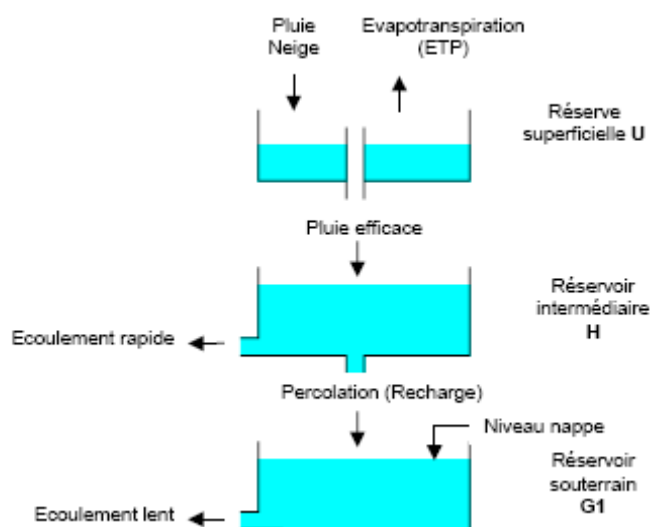 Pluie
Neige
Evapotranspiration
(ETP)
Réserve
superficielle U
Pluie efficace
Réservoir
intermédiaire
H
Ecoulement rapide
Percolation (Recharge)
Niveau nappe
Réservoir
souterrain
G1
Ecoulement lent